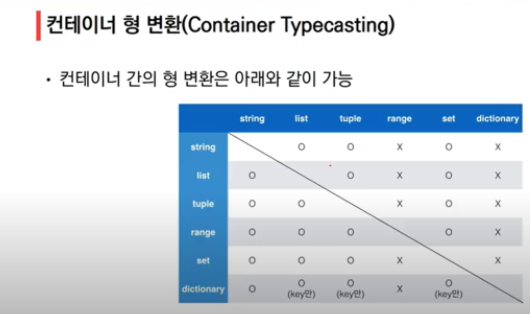 컨테이너 형 변환(Container Typecasting)
• 컨테이너 간의 형 변환은 아래와 같이 가능
string list tuple range set dictionary
string O O X O X
list O O X O X
tuple O O X O X
range O O O O X
set O O O X X
dictionary O O (key만) O (key만) X O (key만)